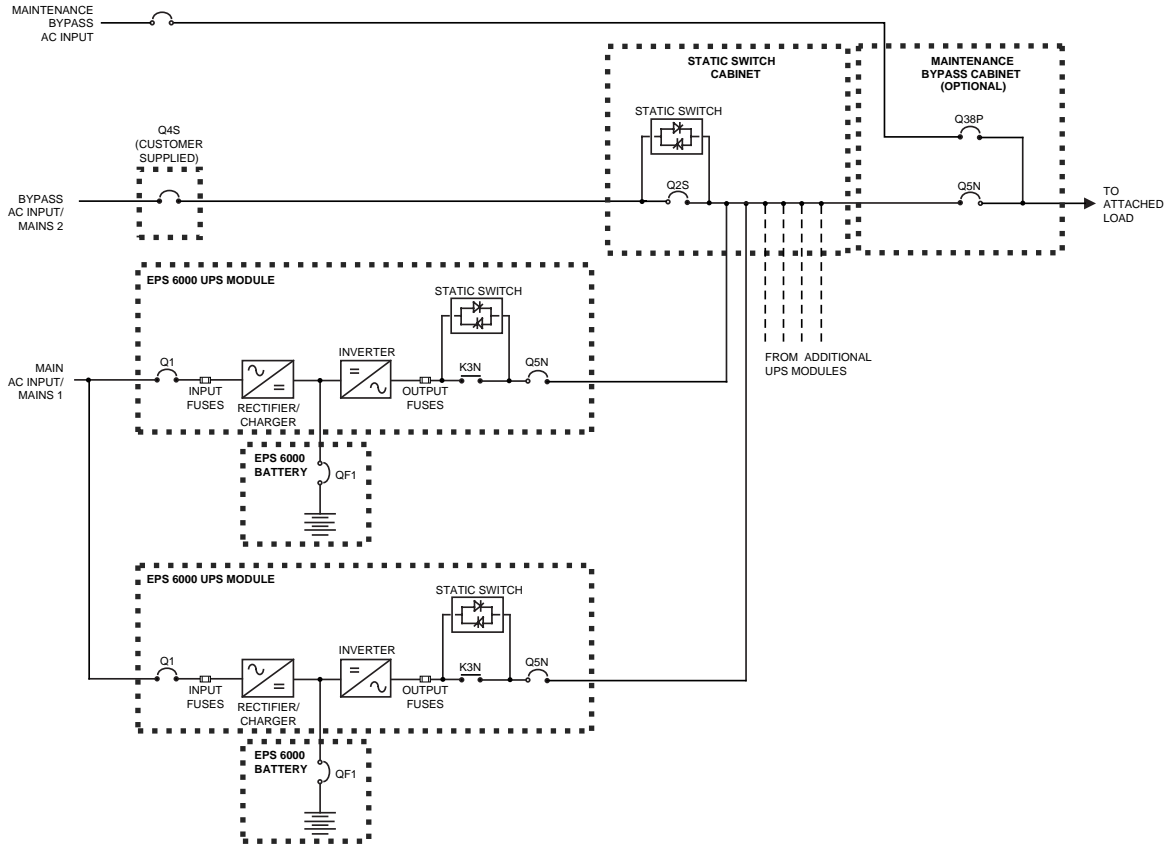 MAINTENANCE
BYPASS
AC INPUT
STATIC SWITCH
CABINET
MAINTENANCE
BYPASS CABINET
(OPTIONAL)
STATIC SWITCH
Q38P
Q4S
(CUSTOMER
SUPPLIED)
Q2S
Q5N
BYPASS
AC INPUT/
MAINS 2
TO
ATTACHED
LOAD
EPS 6000 UPS MODULE
STATIC SWITCH
FROM ADDITIONAL
UPS MODULES
MAIN
AC INPUT/
MAINS 1
Q1
INPUT
FUSES
RECTIFIER/
CHARGER
INVERTER
OUTPUT
FUSES
K3N
Q5N
EPS 6000
BATTERY
QF1
EPS 6000 UPS MODULE
STATIC SWITCH
Q1
INPUT
FUSES
RECTIFIER/
CHARGER
INVERTER
OUTPUT
FUSES
K3N
Q5N
EPS 6000
BATTERY
QF1